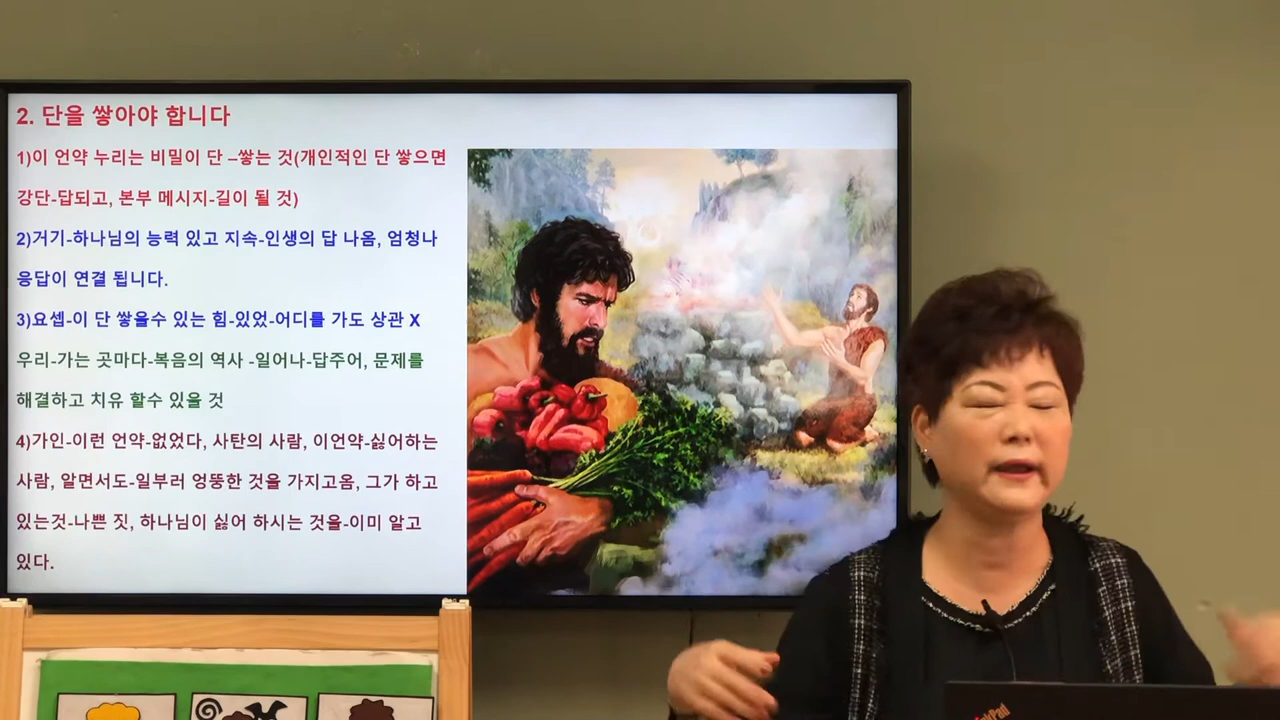 2. 단을 쌓아야 합니다
1)이 언약 누리는 비밀이 단 –쌓는 것(개인적인 단 쌓으면
강단-답되고, 본부 메시지-길이 될 것)
2)거기-하나님의 능력 있고 지속-인생의 답 나옴, 엄청나
응답이 연결 됩니다.
3)요셉-이 단 쌓을수 있는 힘-있었-어디를 가도 상관 X
우리-가는 곳마다-복음의 역사 -일어나-답주어, 문제를
해결하고 치유 할수 있을 것
4)가인-이런 언약-없었다, 사탄의 사람, 이언약-싫어하는
사람, 알면서도-일부러 엉뚱한 것을 가지고옴, 그가 하고
있는것-나쁜 짓, 하나님이 싫어 하시는 것을-이미 알고
있다.